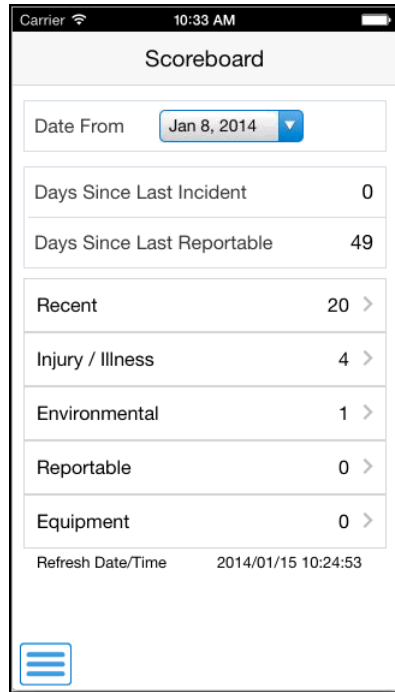 Carrier 10:33 AM
Scoreboard
Date From Jan 8, 2014
Days Since Last Incident 0
Days Since Last Reportable 49
Recent 20
Injury / Illness 4
Environmental 1
Reportable 0
Equipment 0
Refresh Date/Time 2014/01/15 10:24:53